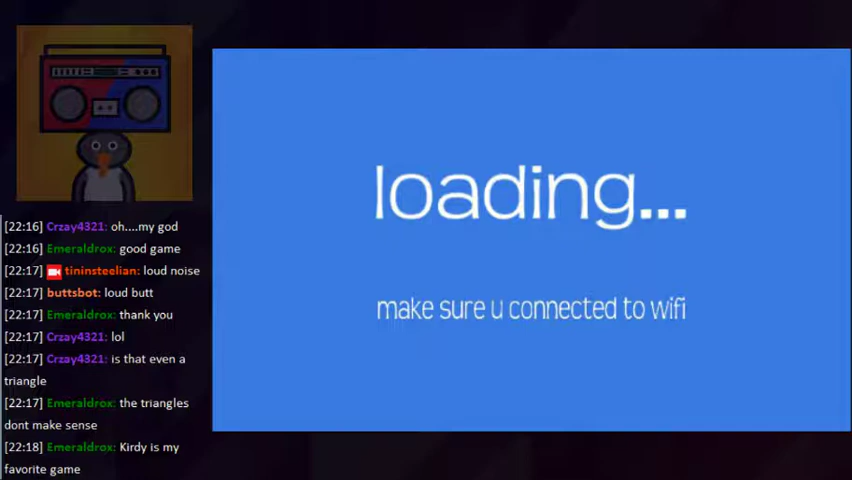 loading...
make sure u connected to wifi
[22:16] Crzay4321: oh....my god
[22:16] Emeraldrox: good game
[22:17] tininsteelian: loud noise
[22:17] buttsbot: loud butt
[22:17] Emeraldrox: thank you
[22:17] Crzay4321: lol
[22:17] Crzay4321: is that even a
triangle
[22:17] Emeraldrox: the triangles
dont make sense
[22:18] Emeraldrox: Kirdy is my
favorite game